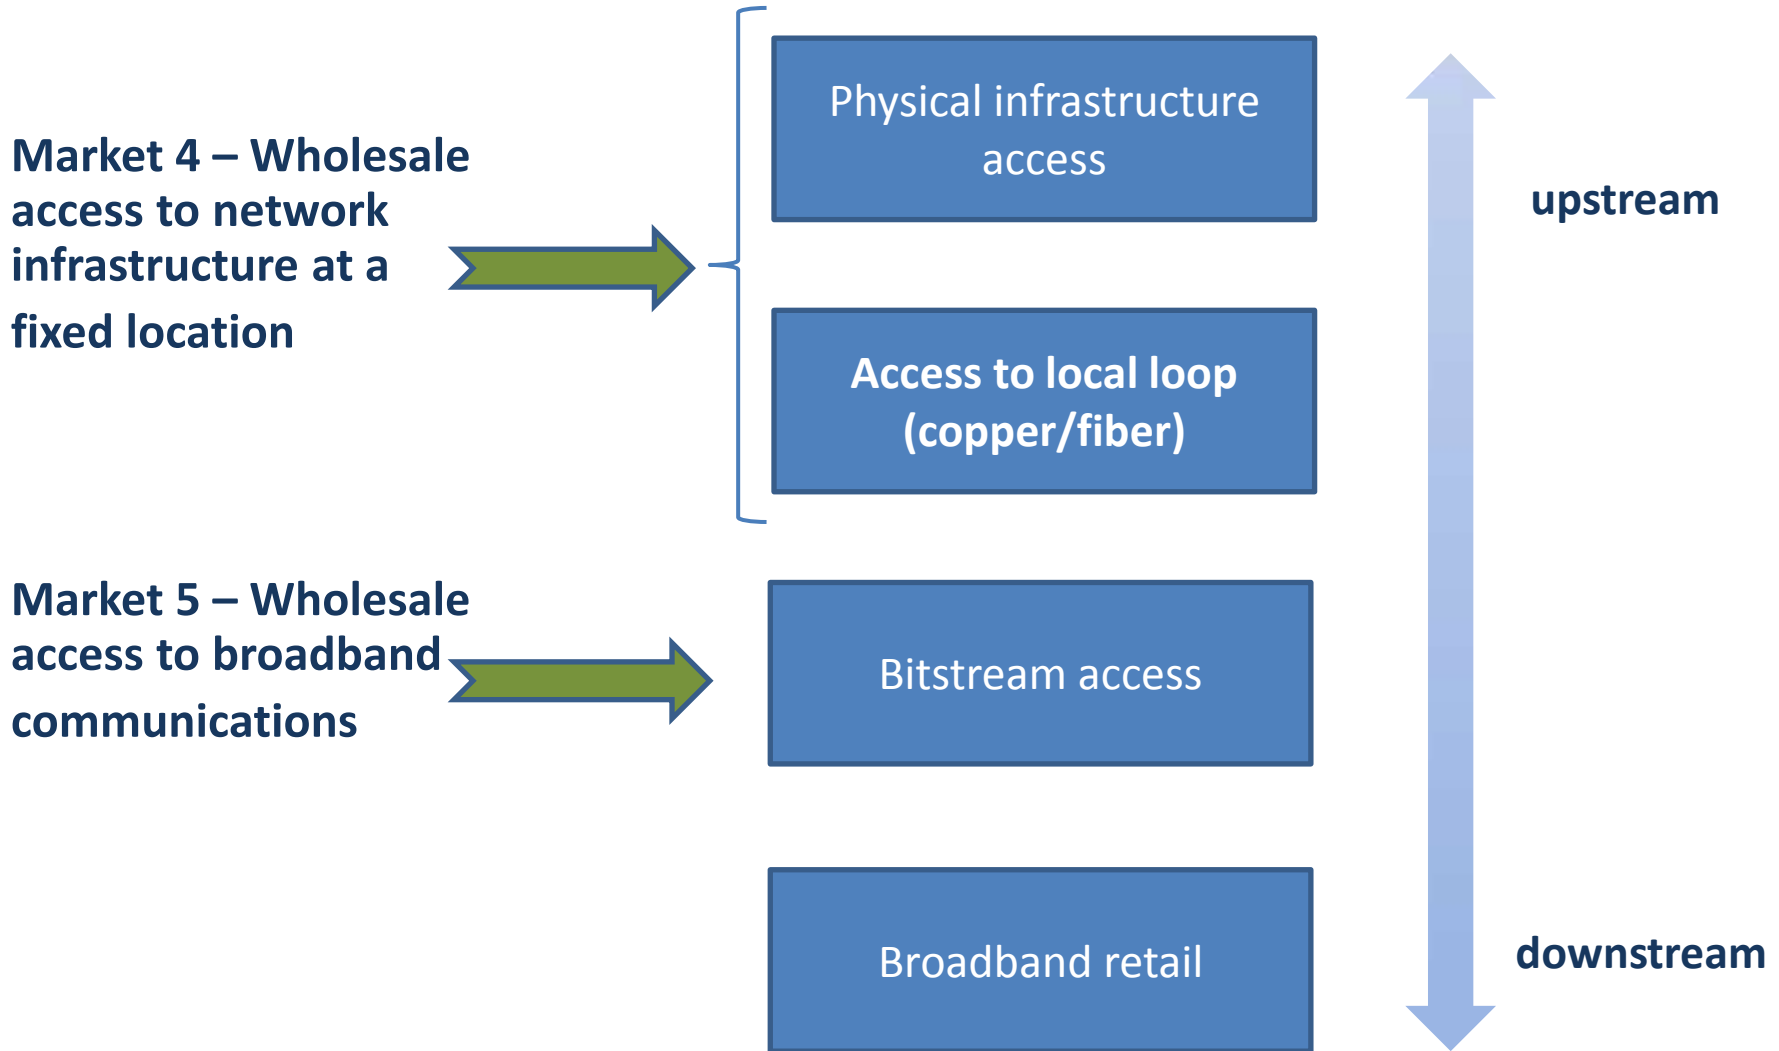 Market 4 – Wholesale
access to network
infrastructure at a
fixed location
Physical infrastructure
access
upstream
Access to local loop
(copper/fiber)
Market 5 – Wholesale
access to broadband
communications
Bitstream access
Broadband retail
downstream